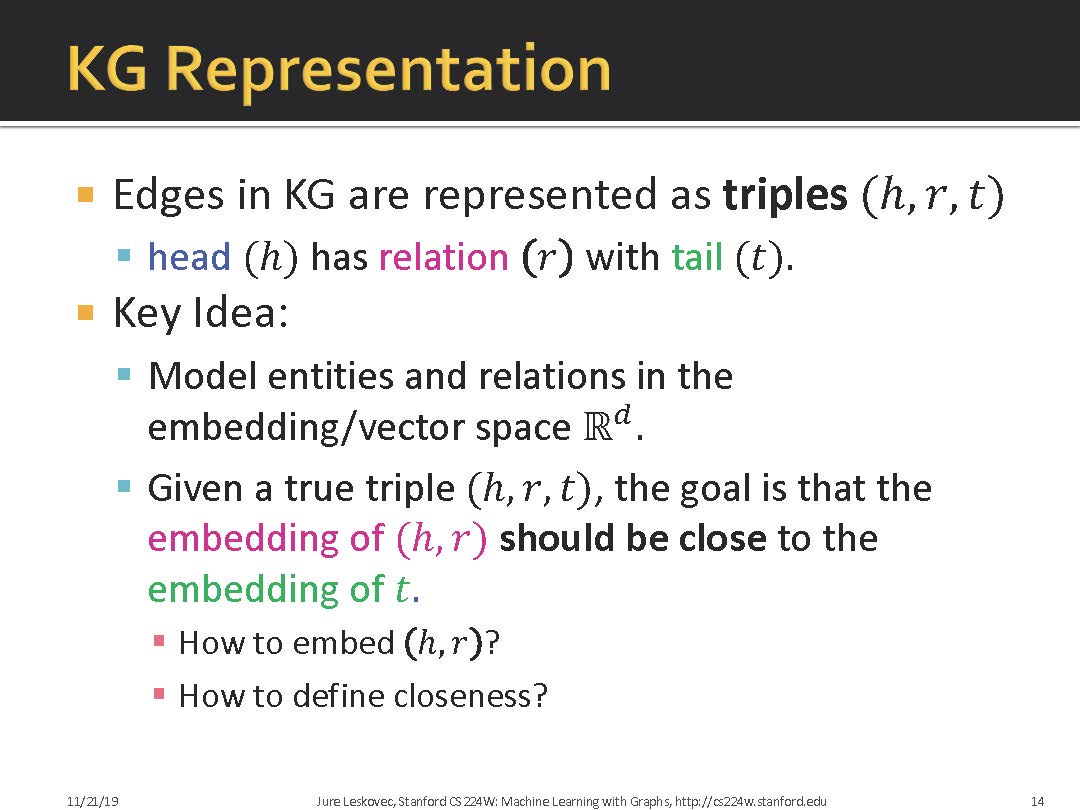 KG Representation
Edges in KG are represented as triples (h, r, t)
head (h) has relation (r) with tail (t).
Key Idea:
Model entities and relations in the
embedding/vector space ℝᵈ.
Given a true triple (h, r, t), the goal is that the
embedding of (h, r) should be close to the
embedding of t.
How to embed (h, r)?
How to define closeness?
11/21/19 Jure Leskovec, Stanford CS224W: Machine Learning with Graphs, http://cs224w.stanford.edu 14